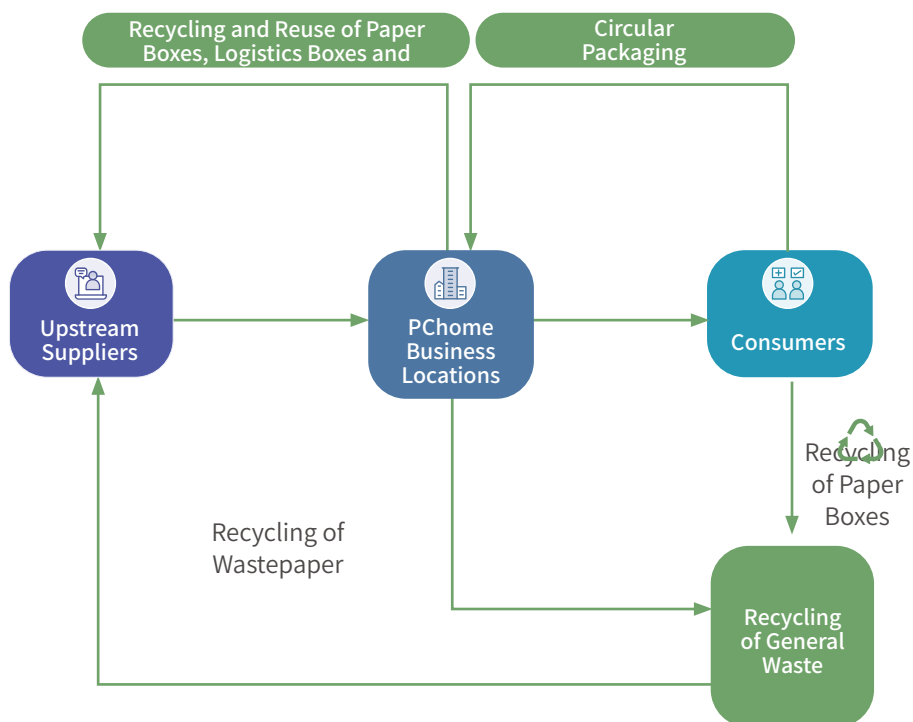 Recycling and Reuse of Paper
Boxes, Logistics Boxes and
Circular
Packaging
Upstream
Suppliers
PChome
Business
Locations
Consumers
Recycling
of Paper
Boxes
Recycling of
Wastepaper
Recycling
of General
Waste